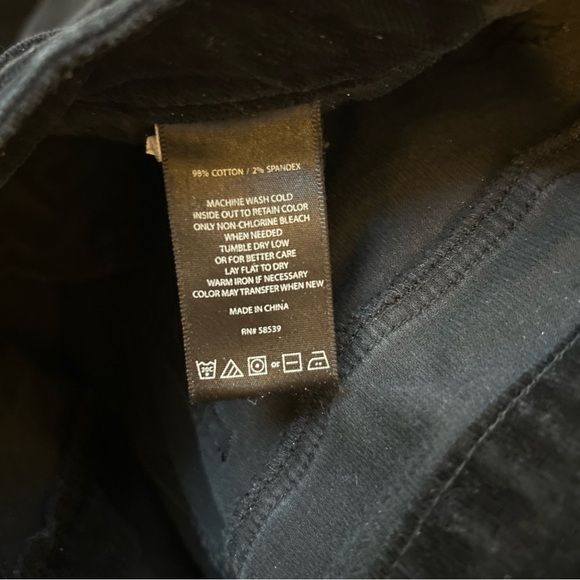 98% COTTON / 2% SPANDEX
MACHINE WASH COLD
INSIDE OUT TO RETAIN COLOR
ONLY NON-CHLORINE BLEACH
WHEN NEEDED
TUMBLE DRY LOW
OR FOR BETTER CARE
LAY FLAT TO DRY
WARM IRON IF NECESSARY
COLOR MAY TRANSFER WHEN NEW
MADE IN CHINA
RN# 58539
30C or